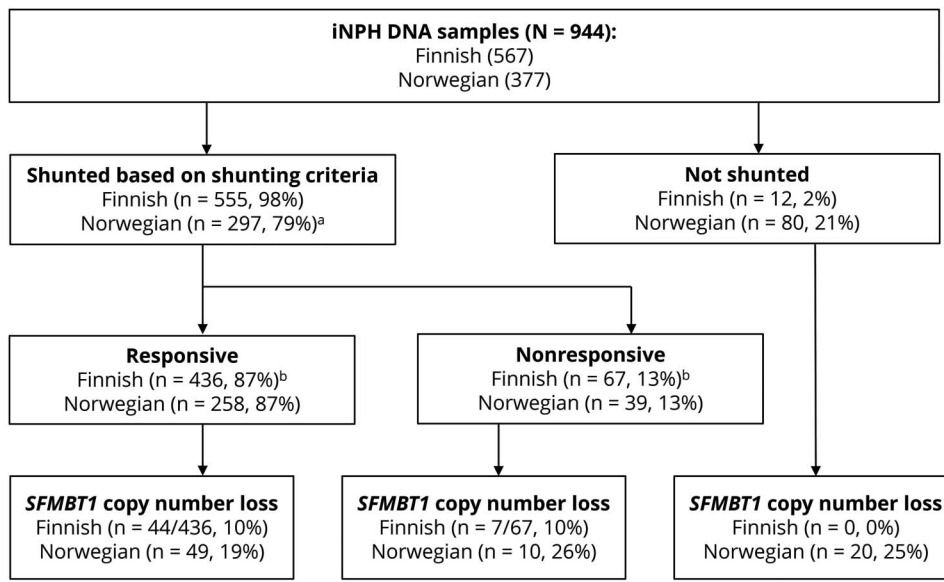 iNPH DNA samples (N = 944):
Finnish (567)
Norwegian (377)
Shunted based on shunting criteria
Finnish (n = 555, 98%)
Norwegian (n = 297, 79%)ᵃ
Not shunted
Finnish (n = 12, 2%)
Norwegian (n = 80, 21%)
Responsive
Finnish (n = 436, 87%)ᵇ
Norwegian (n = 258, 87%)
Nonresponsive
Finnish (n = 67, 13%)ᵇ
Norwegian (n = 39, 13%)
SFMBT1 copy number loss
Finnish (n = 44/436, 10%)
Norwegian (n = 49, 19%)
SFMBT1 copy number loss
Finnish (n = 7/67, 10%)
Norwegian (n = 10, 26%)
SFMBT1 copy number loss
Finnish (n = 0, 0%)
Norwegian (n = 20, 25%)